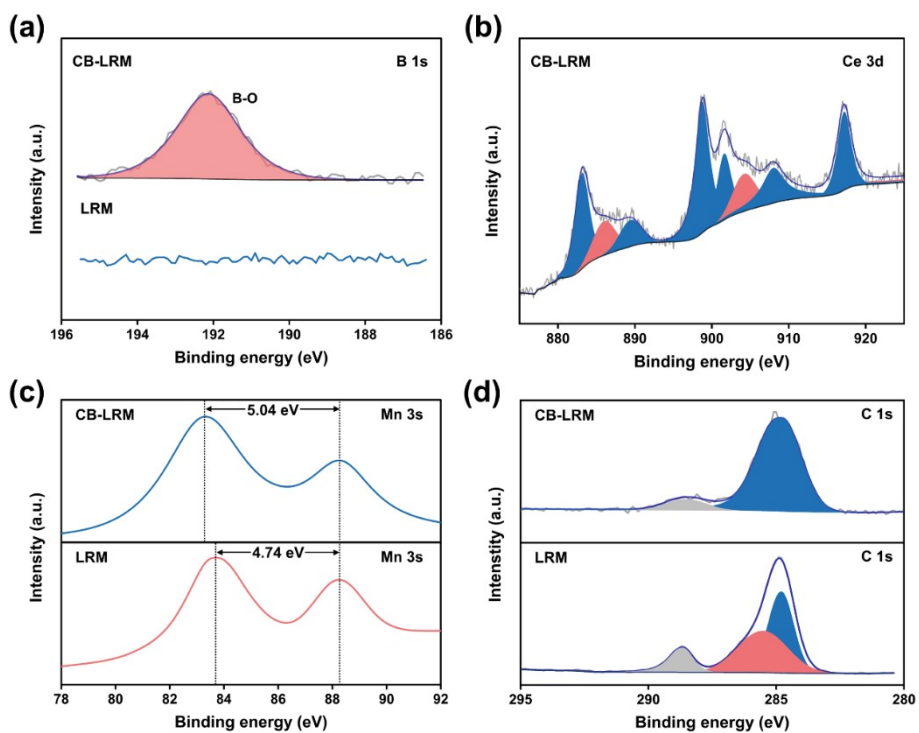 (a)
CB-LRM
B 1s
B-O
LRM
Intensity (a.u.)
196 194 192 190 188 186
Binding energy (eV)
(b)
CB-LRM
Ce 3d
Intensity (a.u.)
880 890 900 910 920
Binding energy (eV)
(c)
CB-LRM
5.04 eV
Mn 3s
LRM
4.74 eV
Mn 3s
Intensity (a.u.)
78 80 82 84 86 88 90 92
Binding energy (eV)
(d)
CB-LRM
C 1s
LRM
C 1s
Intenstity (a.u.)
295 290 285 280
Binding energy (eV)